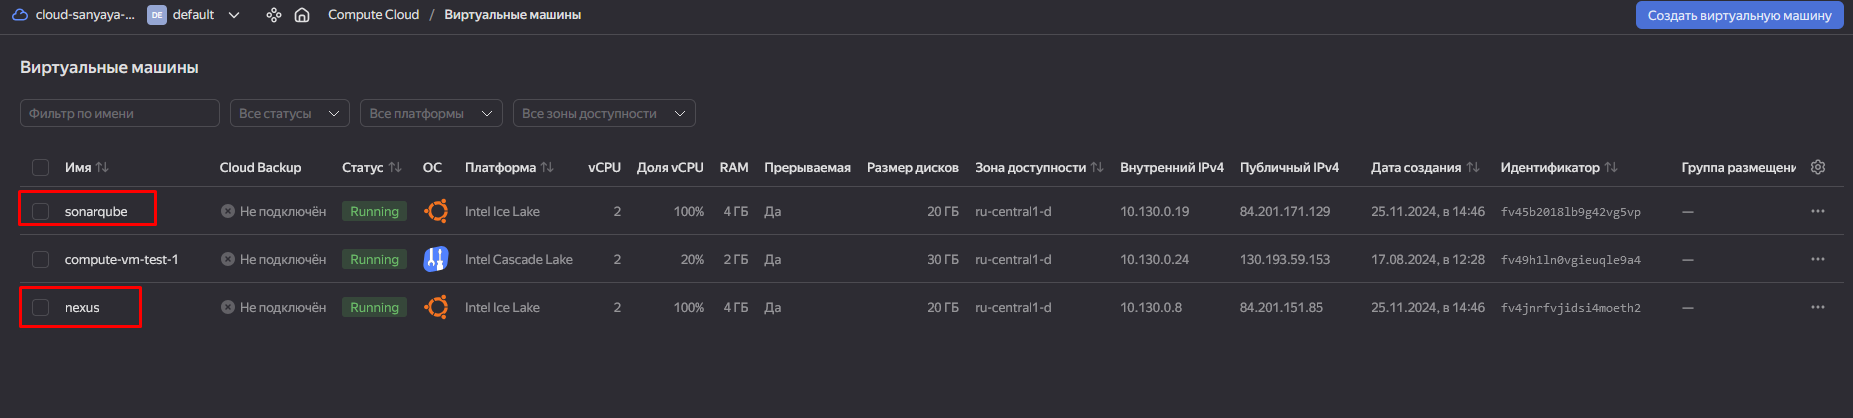 cloud-sanyaya-... DE default Compute Cloud / Виртуальные машины Создать виртуальную машину
Виртуальные машины
Фильтр по имени Все статусы Все платформы Все зоны доступности
Имя Cloud Backup Статус ОС Платформа vCPU Доля vCPU RAM Прерываемая Размер дисков Зона доступности Внутренний IPv4 Публичный IPv4 Дата создания Идентификатор Группа размещени
sonarqube Не подключён Running Intel Ice Lake 2 100% 4 ГБ Да 20 ГБ ru-central1-d 10.130.0.19 84.201.171.129 25.11.2024, в 14:46 fv45b2018lb9g42vg5vp —
compute-vm-test-1 Не подключён Running Intel Cascade Lake 2 20% 2 ГБ Да 30 ГБ ru-central1-d 10.130.0.24 130.193.59.153 17.08.2024, в 12:28 fv49h1ln0vgieuqle9a4 —
nexus Не подключён Running Intel Ice Lake 2 100% 4 ГБ Да 20 ГБ ru-central1-d 10.130.0.8 84.201.151.85 25.11.2024, в 14:46 fv4jnrfvjidsi4moeth2 —